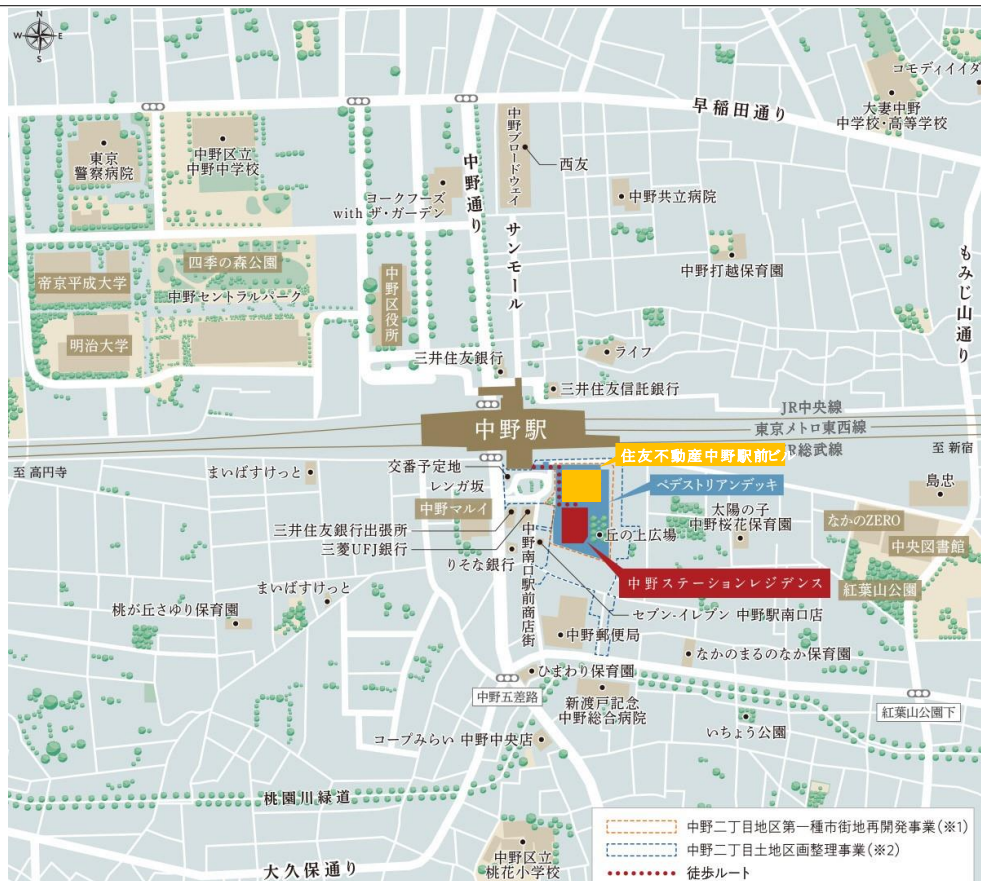 N
W
E
S
コモディイイダ
大妻中野
中学校・高等学校
早稲田通り
中野ブロードウェイ
西友
東京
警察病院
中野区立
中野中学校
中野通り
ヨークフーズ
with ザ・ガーデン
中野共立病院
サンモール
中野打越保育園
もみじ山通り
四季の森公園
帝京平成大学
中野セントラルパーク
中野区役所
明治大学
三井住友銀行
ライフ
三井住友信託銀行
JR中央線
中野駅
東京メトロ東西線
R総武線
至 新宿
住友不動産中野駅前ビル
至 高円寺
まいばすけっと
交番予定地
レンガ坂
ペデストリアンデッキ
島忠
中野マルイ
太陽の子
中野桜花保育園
なかのZERO
三井住友銀行出張所
三菱UFJ銀行
丘の上広場
中央図書館
りそな銀行
中野南口駅前商店街
中野ステーションレジデンス
紅葉山公園
まいばすけっと
桃が丘さゆり保育園
セブン-イレブン 中野駅南口店
中野郵便局
なかのまるのなか保育園
ひまわり保育園
中野五差路
新渡戸記念
中野総合病院
紅葉山公園下
いちょう公園
コープみらい 中野中央店
桃園川緑道
中野二丁目地区第一種市街地再開発事業(※1)
中野二丁目土地区画整理事業(※2)
徒歩ルート
中野区立
桃花小学校
大久保通り